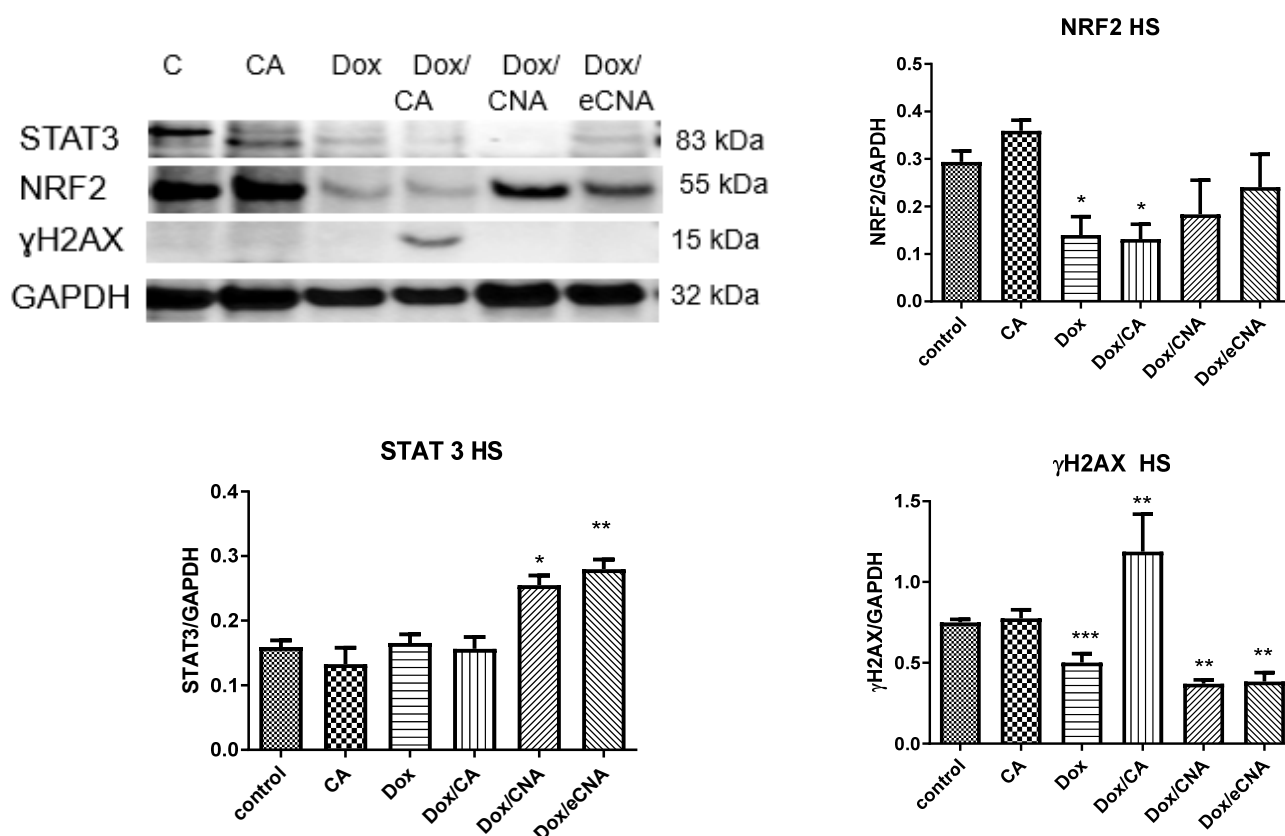 C CA Dox Dox/ Dox/ Dox/
CA CNA eCNA
STAT3 83 kDa
NRF2 55 kDa
ɣH2AX 15 kDa
GAPDH 32 kDa
NRF2 HS
NRF2/GAPDH
0.5
0.4
0.3
0.2
0.1
0.0
* *
control CA Dox Dox/CA Dox/CNA Dox/eCNA
STAT 3 HS
STAT3/GAPDH
0.4
0.3
0.2
0.1
0.0
* **
control CA Dox Dox/CA Dox/CNA Dox/eCNA
γH2AX HS
γH2AX/GAPDH
1.5
1.0
0.5
0.0
*** ** ** **
control CA Dox Dox/CA Dox/CNA Dox/eCNA